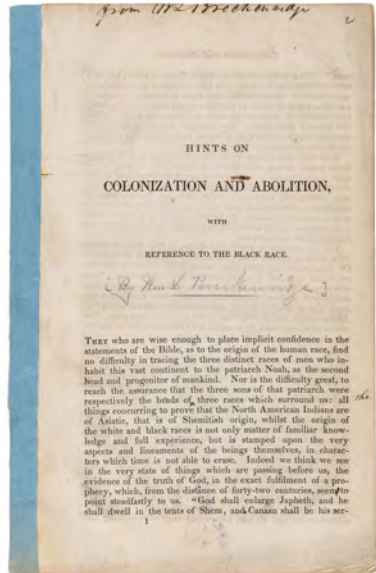 from Wm L Breckenridge
HINTS ON
COLONIZATION AND ABOLITION,
WITH
REFERENCE TO THE BLACK RACE.
[By Wm L Breckenridge]
THEY who are wise enough to place implicit confidence in the
statements of the Bible, as to the origin of the human race, find
no difficulty in tracing the three distinct races of men who in-
habit this vast continent to the patriarch Noah, as the second
head and progenitor of mankind. Nor is the difficulty great, to
reach the assurance that the three sons of that patriarch were
respectively the heads of three races which surround us: all the
things concurring to prove that the North American Indians are
of Asiatic, that is of Shemitish origin, whilst the origin of
the white and black races is not only matter of familiar know-
ledge and full experience, but is stamped upon the very
aspects and lineaments of the beings themselves, in charac-
ters which time is not able to erase. Indeed we think we see
in the very state of things which are passing before us, the
evidence of the truth of God, in the exact fulfilment of a pro-
phecy, which, from the distance of forty-two centuries, seem to
point steadfastly to us. "God shall enlarge Japheth, and he
shall dwell in the tents of Shem, and Canaan shall be his ser-
1